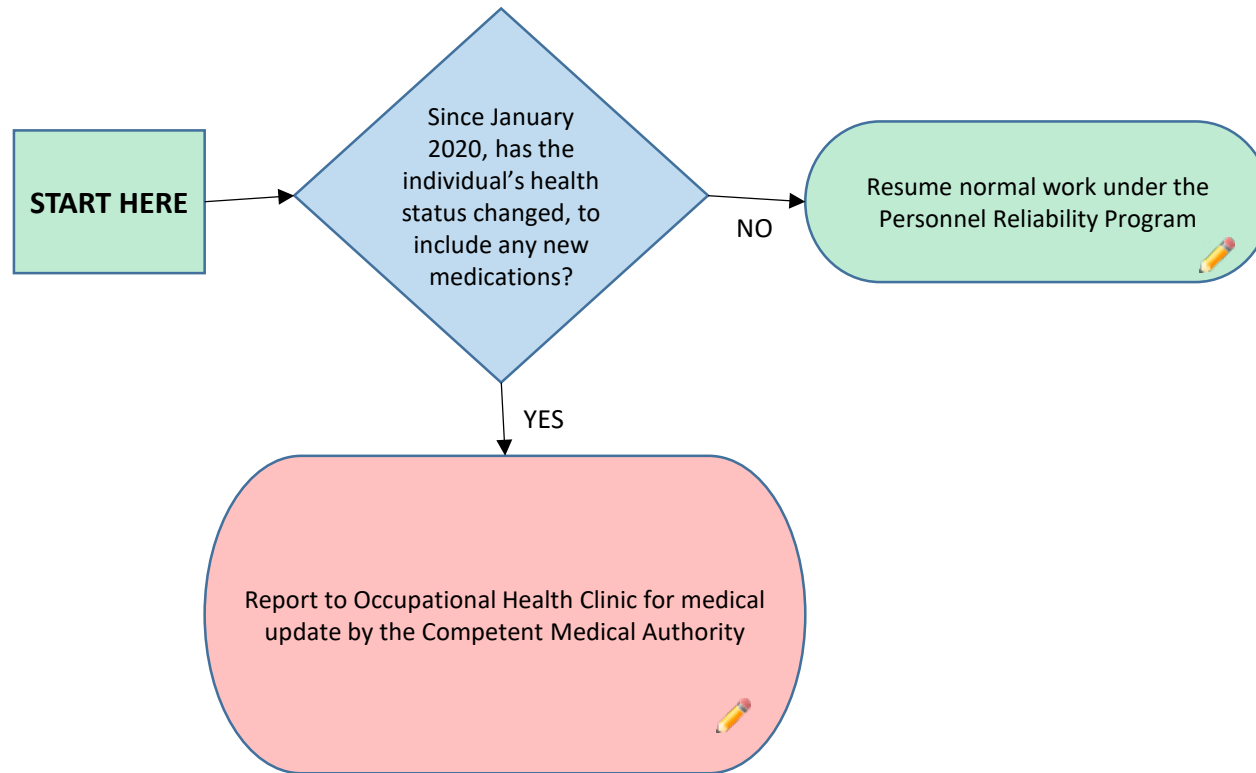 START HERE
Since January
2020, has the
individual’s health
status changed, to
include any new
medications?
NO
Resume normal work under the
Personnel Reliability Program
YES
Report to Occupational Health Clinic for medical
update by the Competent Medical Authority